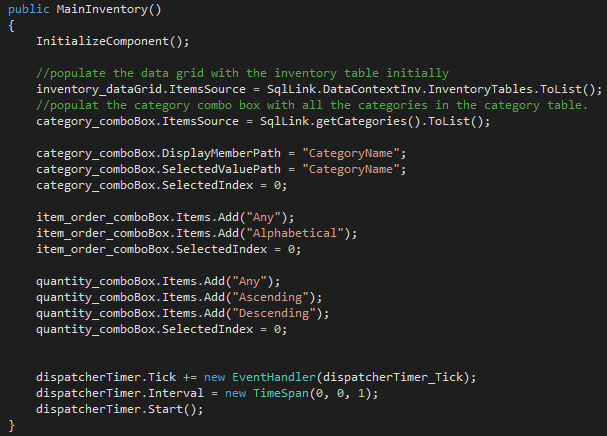 public MainInventory()
{
InitializeComponent();
//populate the data grid with the inventory table initially
inventory_dataGrid.ItemsSource = SqlLink.DataContextInv.InventoryTables.ToList();
//populat the category combo box with all the categories in the category table.
category_comboBox.ItemsSource = SqlLink.getCategories().ToList();
category_comboBox.DisplayMemberPath = "CategoryName";
category_comboBox.SelectedValuePath = "CategoryName";
category_comboBox.SelectedIndex = 0;
item_order_comboBox.Items.Add("Any");
item_order_comboBox.Items.Add("Alphabetical");
item_order_comboBox.SelectedIndex = 0;
quantity_comboBox.Items.Add("Any");
quantity_comboBox.Items.Add("Ascending");
quantity_comboBox.Items.Add("Descending");
quantity_comboBox.SelectedIndex = 0;
dispatcherTimer.Tick += new EventHandler(dispatcherTimer_Tick);
dispatcherTimer.Interval = new TimeSpan(0, 0, 1);
dispatcherTimer.Start();
}